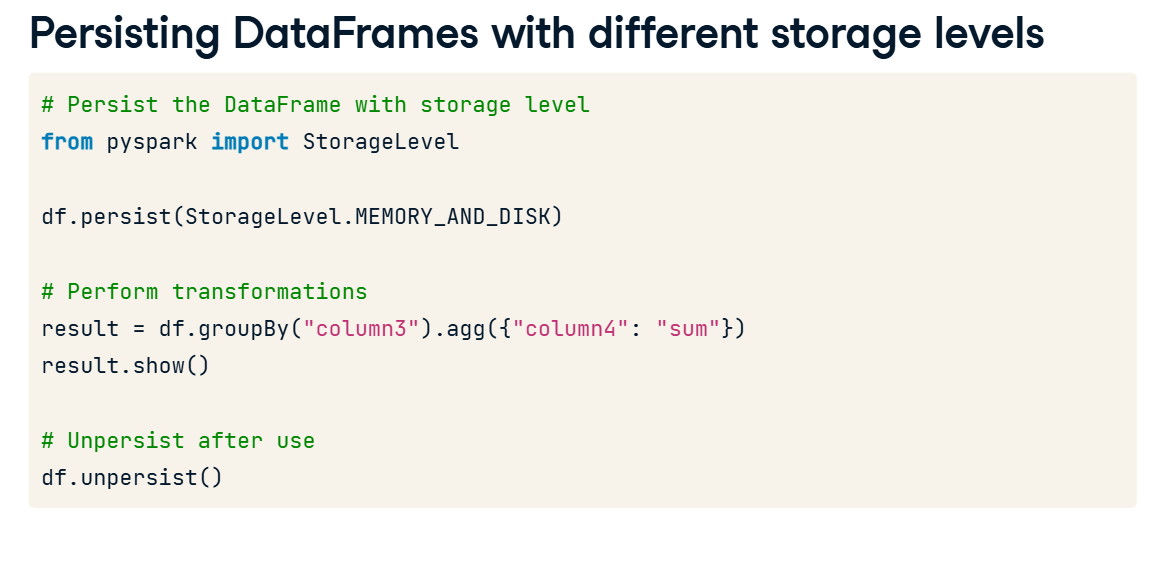 Persisting DataFrames with different storage levels
# Persist the DataFrame with storage level
from pyspark import StorageLevel
df.persist(StorageLevel.MEMORY_AND_DISK)
# Perform transformations
result = df.groupBy("column3").agg({"column4": "sum"})
result.show()
# Unpersist after use
df.unpersist()